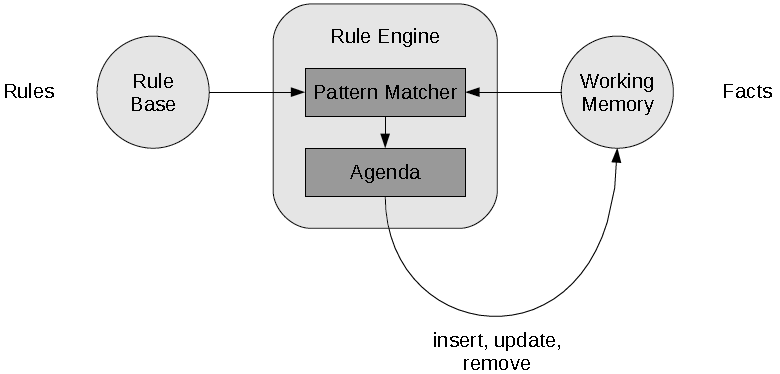 Rule Engine
Rules
Rule
Base
Pattern Matcher
Working
Memory
Facts
Agenda
insert, update,
remove